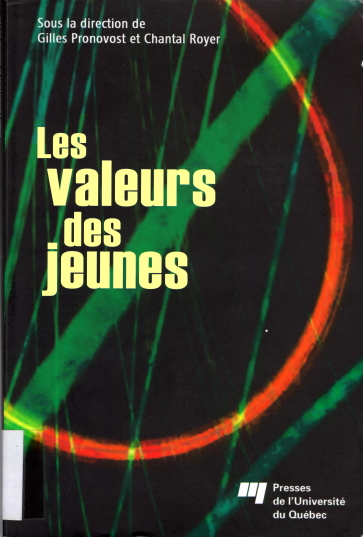 Sous la direction de
Gilles Pronovost et Chantal Royer
Les
valeurs
des
jeunes
Presses
de l'Université
du Québec